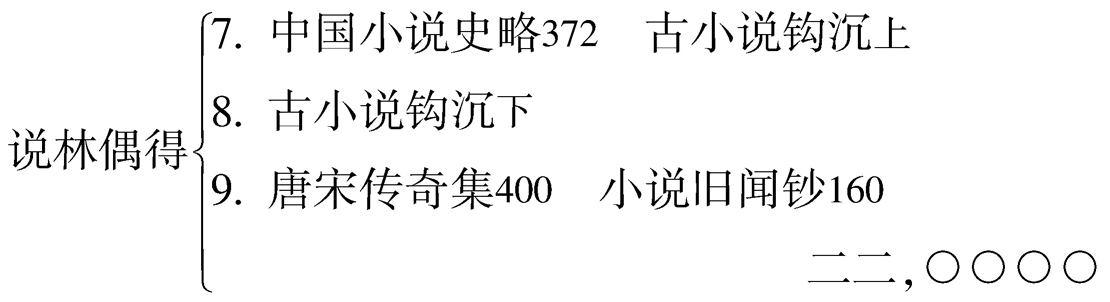 7. 中国小说史略372 古小说钩沉上
8. 古小说钩沉下
说林偶得
9. 唐宋传奇集400 小说旧闻钞160
二二,○○○○